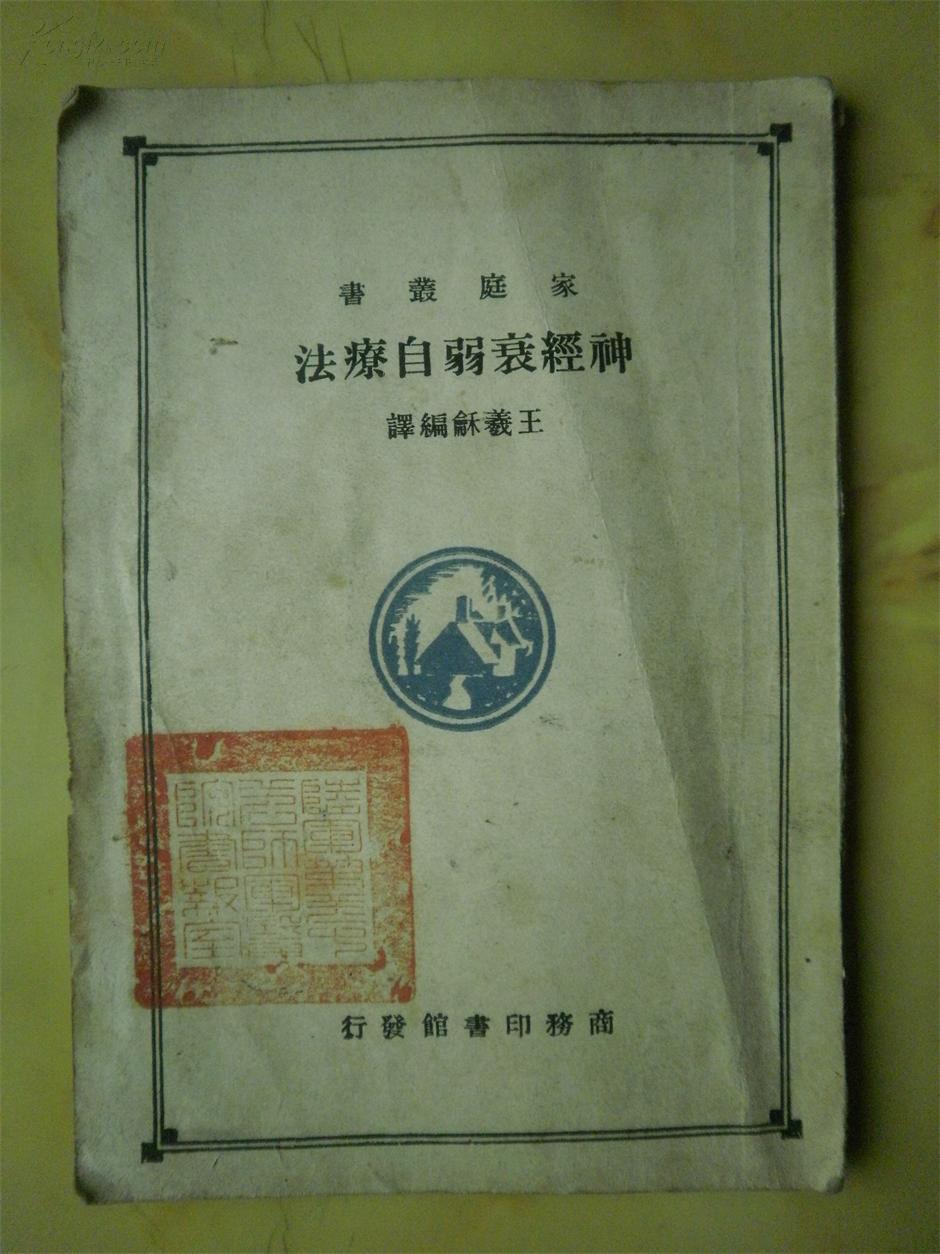 家庭叢書
神經衰弱自療法
王羲龢編譯
商務印書館發行